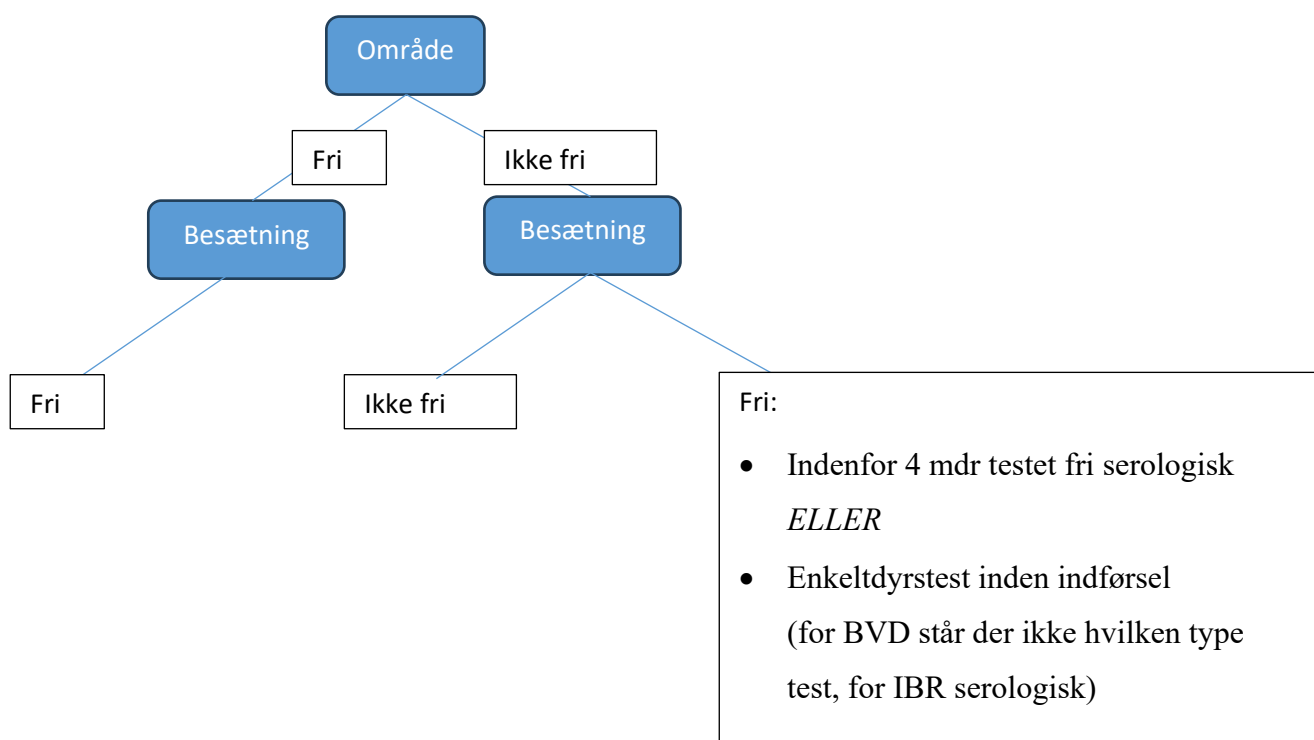 Område
Fri
Ikke fri
Besætning
Besætning
Fri
Ikke fri
Fri:
• Indenfor 4 mdr testet fri serologisk
ELLER
• Enkeltdyrstest inden indførsel
(for BVD står der ikke hvilken type
test, for IBR serologisk)